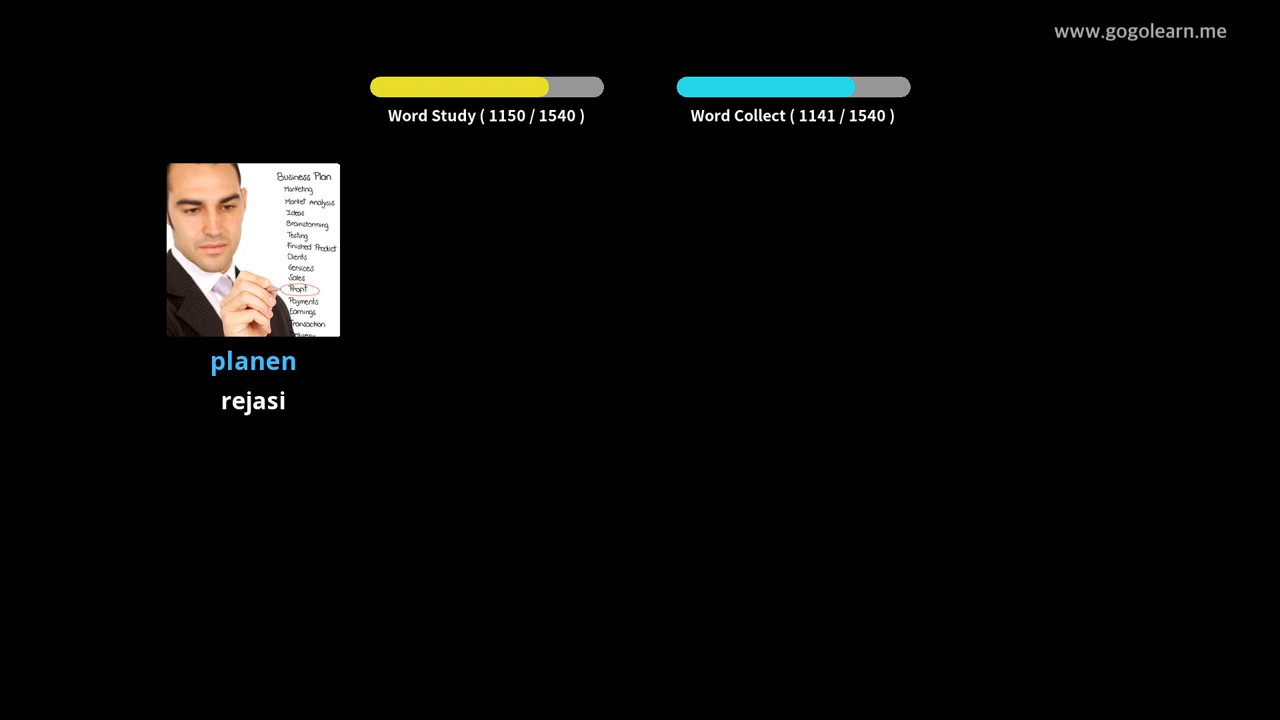 www.gogolearn.me
Word Study ( 1150 / 1540 )
Word Collect ( 1141 / 1540 )
Business Plan
Marketing
Market Analysis
Ideas
Brainstorming
Testing
Finished Product
Clients
Services
Sales
Profit
Payments
Earnings
Transaction
planen
rejasi